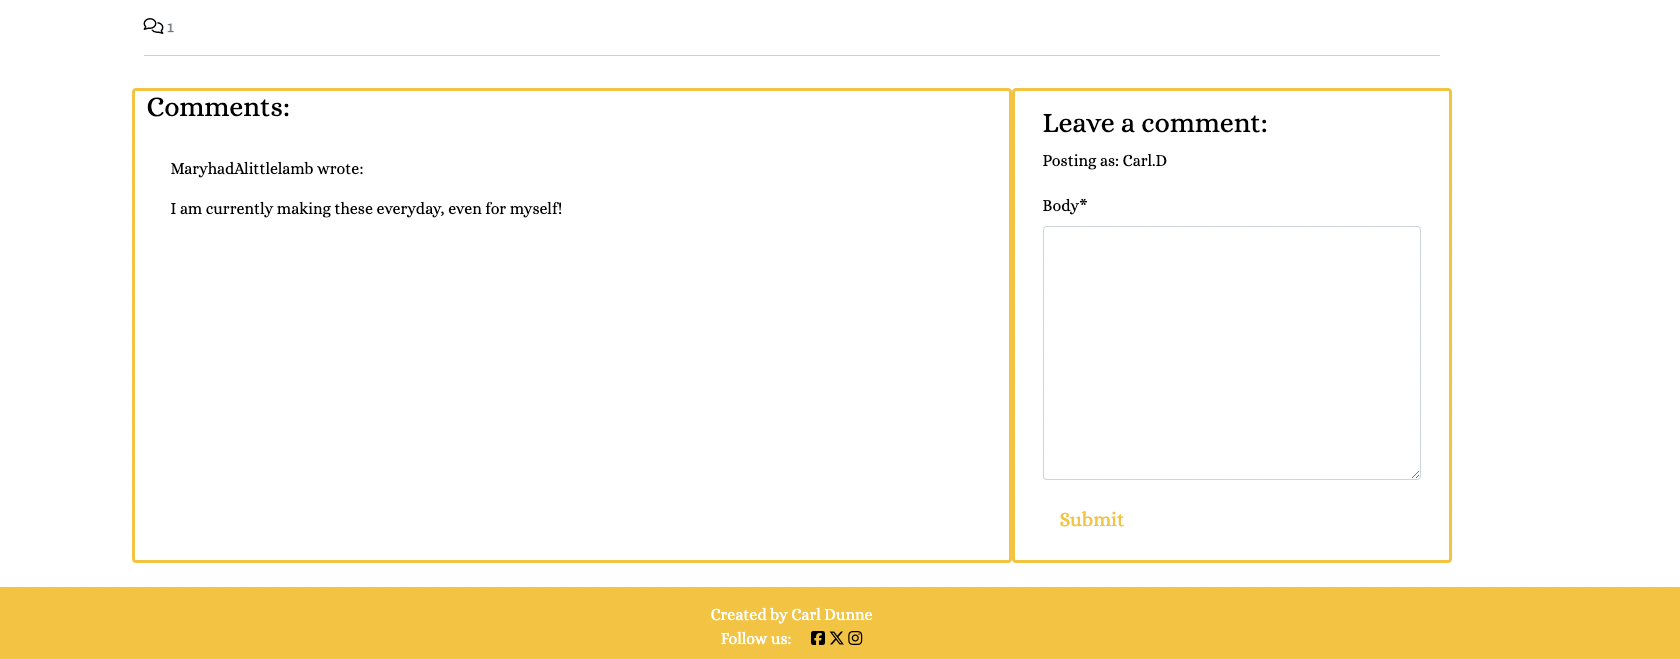 1
Comments:
MaryhadAlittlelamb wrote:
I am currently making these everyday, even for myself!
Leave a comment:
Posting as: Carl.D
Body*
Submit
Created by Carl Dunne
Follow us: